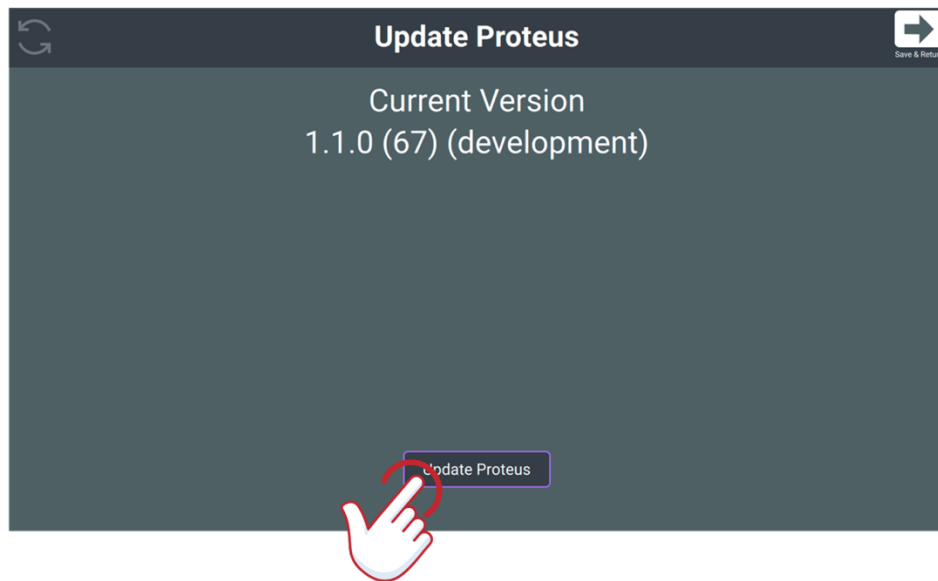 Update Proteus
Save & Retur
Current Version
1.1.0 (67) (development)
Update Proteus